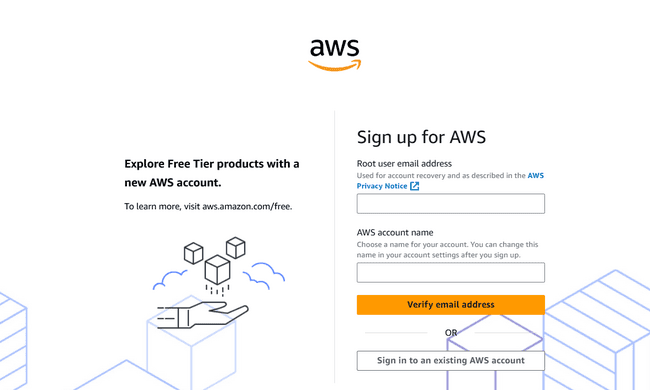 aws
Explore Free Tier products with a
new AWS account.
To learn more, visit aws.amazon.com/free.
Sign up for AWS
Root user email address
Used for account recovery and as described in the AWS
Privacy Notice
AWS account name
Choose a name for your account. You can change this
name in your account settings after you sign up.
Verify email address
OR
Sign in to an existing AWS account